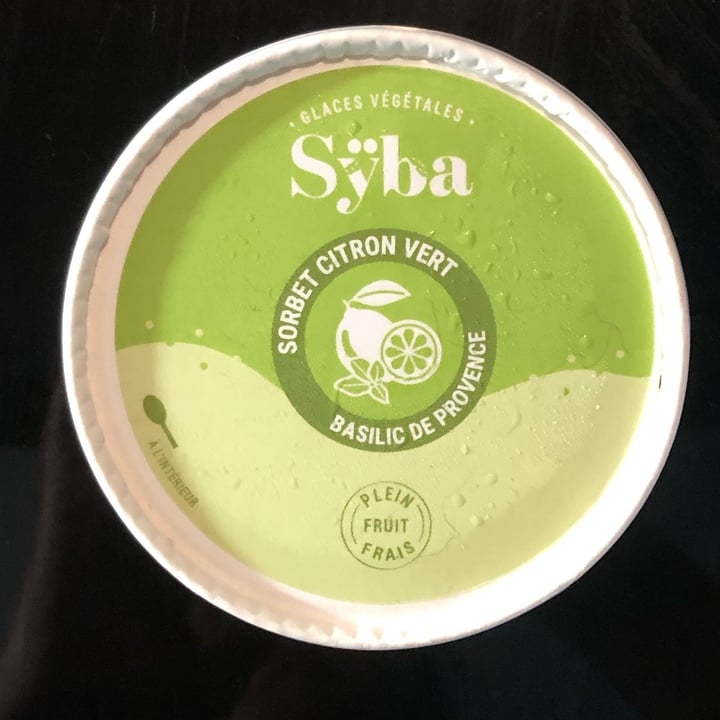 • GLACES VÉGÉTALES •
Sÿba
SORBET CITRON VERT
BASILIC DE PROVENCE
À L'INTÉRIEUR
PLEIN
FRUIT
FRAIS